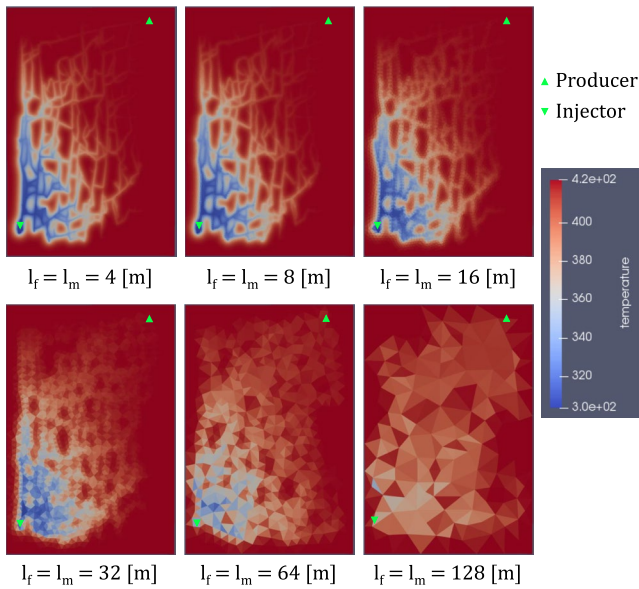 Producer
Injector
4.2e+02
400
380
360
340
320
3.0e+02
temperature
l_f = l_m = 4 [m]
l_f = l_m = 8 [m]
l_f = l_m = 16 [m]
l_f = l_m = 32 [m]
l_f = l_m = 64 [m]
l_f = l_m = 128 [m]